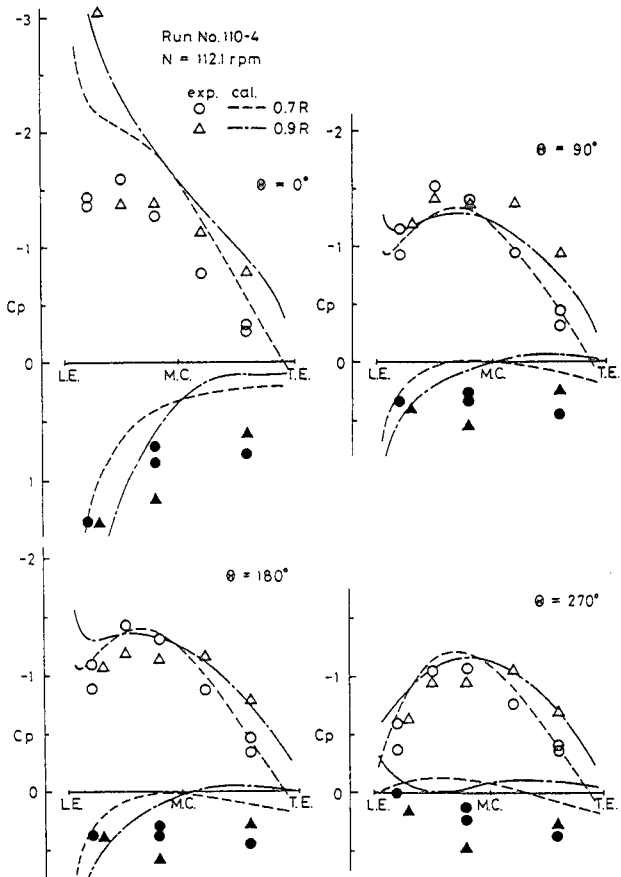 -3
Run No.110-4
N = 112.1 rpm
exp. cal.
0.7R
0.9R
-2
Θ = 0°
-1
Cp
0
L.E. M.C. T.E.
1
-2
Θ = 90°
-1
Cp
0
L.E. M.C. T.E.
-2
Θ = 180°
-1
Cp
0
L.E. M.C. T.E.
-2
Θ = 270°
-1
Cp
0
L.E. M.C. T.E.